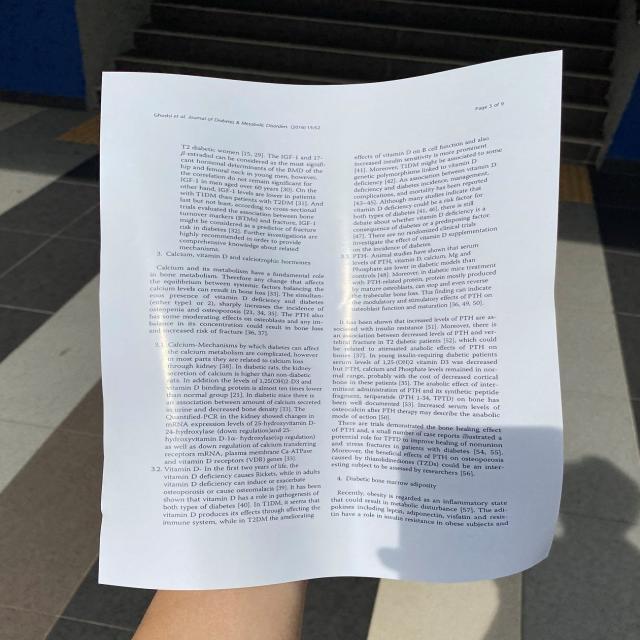 Ghodsi et al. Journal of Diabetes & Metabolic Disorders (2016) 15:52
Page 3 of 9
T2 diabetic women [15, 29]. The IGF-1 and 17-
β-estradiol can be considered as the most signifi-
cant hormonal determinants of the BMD of the
hip and femoral neck in young men, however,
the correlation do not remain significant for
IGF-1 in men aged over 60 years [30]. On the
other hand, IGF-1 levels are lower in patients
with T1DM than patients with T2DM [31]. And
last but not least, according to cross-sectional
trials evaluated the association between bone
turnover markers (BTMs) and fracture, IGF-1
might be considered as a predictor of fracture
risk in diabetes [32]. Further investigations are
highly recommended in order to provide
comprehensive knowledge about related
mechanisms.
3. Calcium, vitamin D and calciotrophic hormones
Calcium and its metabolism have a fundamental role
in bone metabolism. Therefore any change that affects
the equilibrium between systemic factors balancing the
calcium levels can result in bone loss [33]. The simultan-
eous presence of vitamin D deficiency and diabetes
(either type1 or 2), sharply increases the incidence of
osteopenia and osteoporosis [21, 34, 35]. The PTH also
has some moderating effects on osteoblasts and any im-
balance in its concentration could result in bone loss
and increased risk of fracture [36, 37].
3.1. Calcium-Mechanisms by which diabetes can affect
the calcium metabolism are complicated, however
in most parts they are related to calcium loss
through kidney [38]. In diabetic rats, the kidney
secretion of calcium is higher than non-diabetic
rats. In addition the levels of 1,25(OH)2-D3 and
vitamin D binding protein is almost ten times lower
than normal group [21]. In diabetic mice there is
an association between amount of calcium secreted
in urine and decreased bone density [33]. The
Quantified-PCR in the kidney showed changes in
mRNA expression levels of 25-hydroxyvitamin D-
24-hydroxylase (down regulation)and 25-
hydroxyvitamin D-1α- hydroxylase(up regulation)
as well as down regulation of calcium transferring
receptors mRNA, plasma membrane Ca-ATPase
and vitamin D receptors (VDR) genes [33].
3.2. Vitamin D- In the first two years of life, the
vitamin D deficiency causes Rickets, while in adults
vitamin D deficiency can induce or exacerbate
osteoporosis or cause osteomalacia [39]. It has been
shown that vitamin D has a role in pathogenesis of
both types of diabetes [40]. In T1DM, it seems that
vitamin D produces its effects through affecting the
immune system, while in T2DM the ameliorating
effects of vitamin D on B cell function and also
increased insulin sensitivity is more prominent
[41]. Moreover, T2DM might be associated to some
genetic polymorphisms linked to vitamin D
deficiency [42]. An association between vitamin D
deficiency and diabetes incidence, management,
complications, and mortality has been reported
[43–45]. Although many studies indicate that
vitamin D deficiency could be a risk factor for
both types of diabetes [41, 46], there is still
debate about whether vitamin D deficiency is a
consequence of diabetes or a predisposing factor.
[47]. There are no randomized clinical trials
investigate the effect of vitamin D supplementation
on the incidence of diabetes.
3.3. PTH- Animal studies have shown that serum
levels of PTH, vitamin D, calcium, Mg and
Phosphate are lower in diabetic models than
controls [48]. Moreover, in diabetic mice treatment
with PTH-related protein, protein mostly produced
by mature osteoblasts, can stop and even reverse
the trabecular bone loss. This finding can indicate
the modulatory and stimulatory effects of PTH on
osteoblast function and maturation [36, 49, 50].
It has been shown that increased levels of PTH are as-
sociated with insulin resistance [51]. Moreover, there is
an association between decreased levels of PTH and ver-
tebral fracture in T2 diabetic patients [52], which could
be related to attenuated anabolic effects of PTH on
bones [37]. In young insulin-requiring diabetic patients
serum levels of 1,25-(OH)2 vitamin D3 was decreased
but PTH, calcium and Phosphate levels remained in nor-
mal range, probably with the cost of decreased cortical
bone in these patients [35]. The anabolic effect of inter-
mittent administration of PTH and its synthetic peptide
fragment, teriparatide (PTH 1-34, TPTD) on bone has
been well documented [53]. Increased serum levels of
osteocalcin after PTH therapy may describe the anabolic
mode of action [50].
There are trials demonstrated the bone healing effect
of PTH and, a small number of case reports illustrated a
potential role for TPTD to improve healing of nonunion
and stress fractures in patients with diabetes [54, 55].
Moreover, the beneficial effects of PTH on osteoporosis
caused by thiazolidinediones (TZDs) could be an inter-
esting subject to be assessed by researchers [56].
4. Diabetic bone marrow adiposity
Recently, obesity is regarded as an inflammatory state
that could result in metabolic disturbance [57]. The adi-
pokines including leptin, adiponectin, visfatin and resis-
tin have a role in insulin resistance in obese subjects and